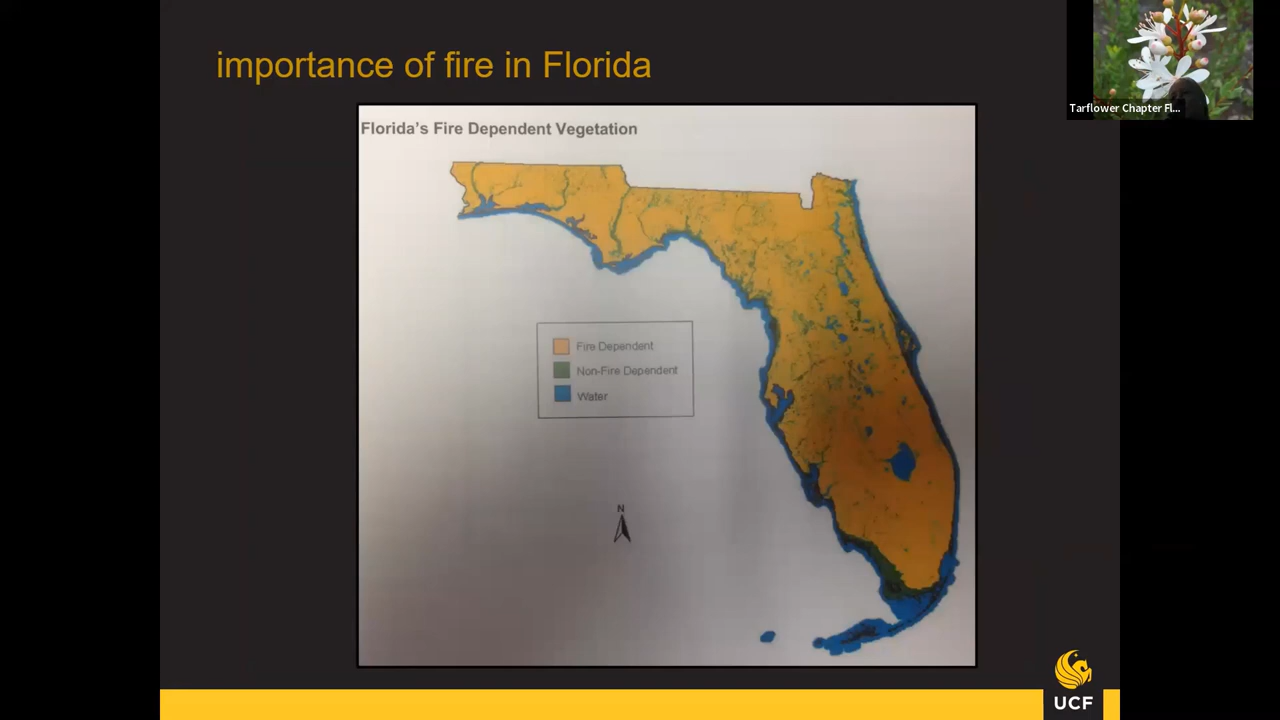 importance of fire in Florida
Tarflower Chapter Fl...
Florida's Fire Dependent Vegetation
Fire Dependent
Non-Fire Dependent
Water
N
UCF